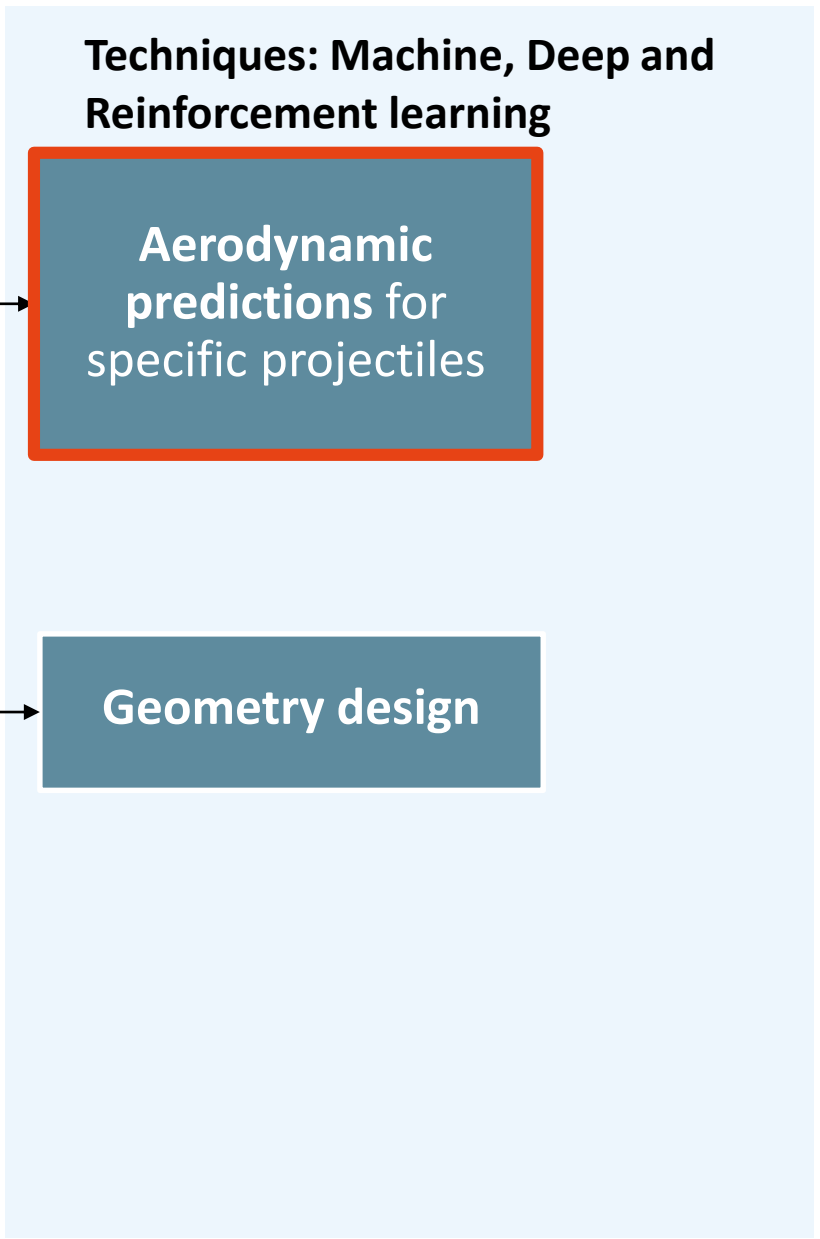 Techniques: Machine, Deep and
Reinforcement learning
Aerodynamic
predictions for
specific projectiles
Geometry design